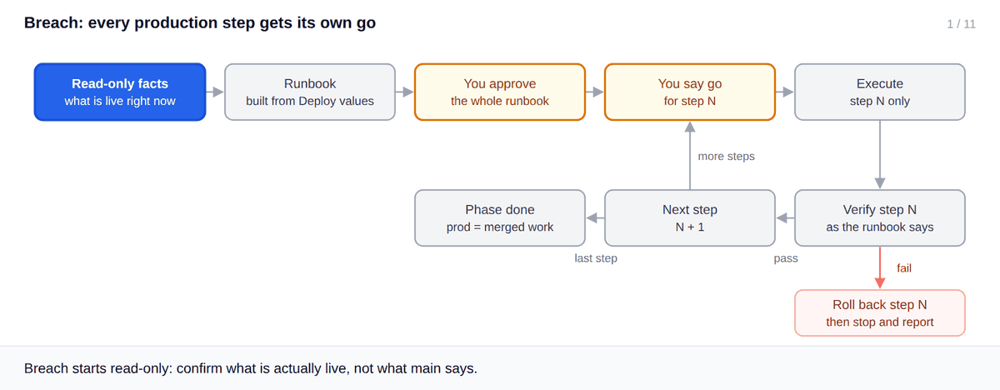 Breach: every production step gets its own go
1 / 11
Read-only facts
what is live right now
Runbook
built from Deploy values
You approve
the whole runbook
You say go
for step N
Execute
step N only
more steps
Phase done
prod = merged work
Next step
N + 1
Verify step N
as the runbook says
last step
pass
fail
Roll back step N
then stop and report
Breach starts read-only: confirm what is actually live, not what main says.